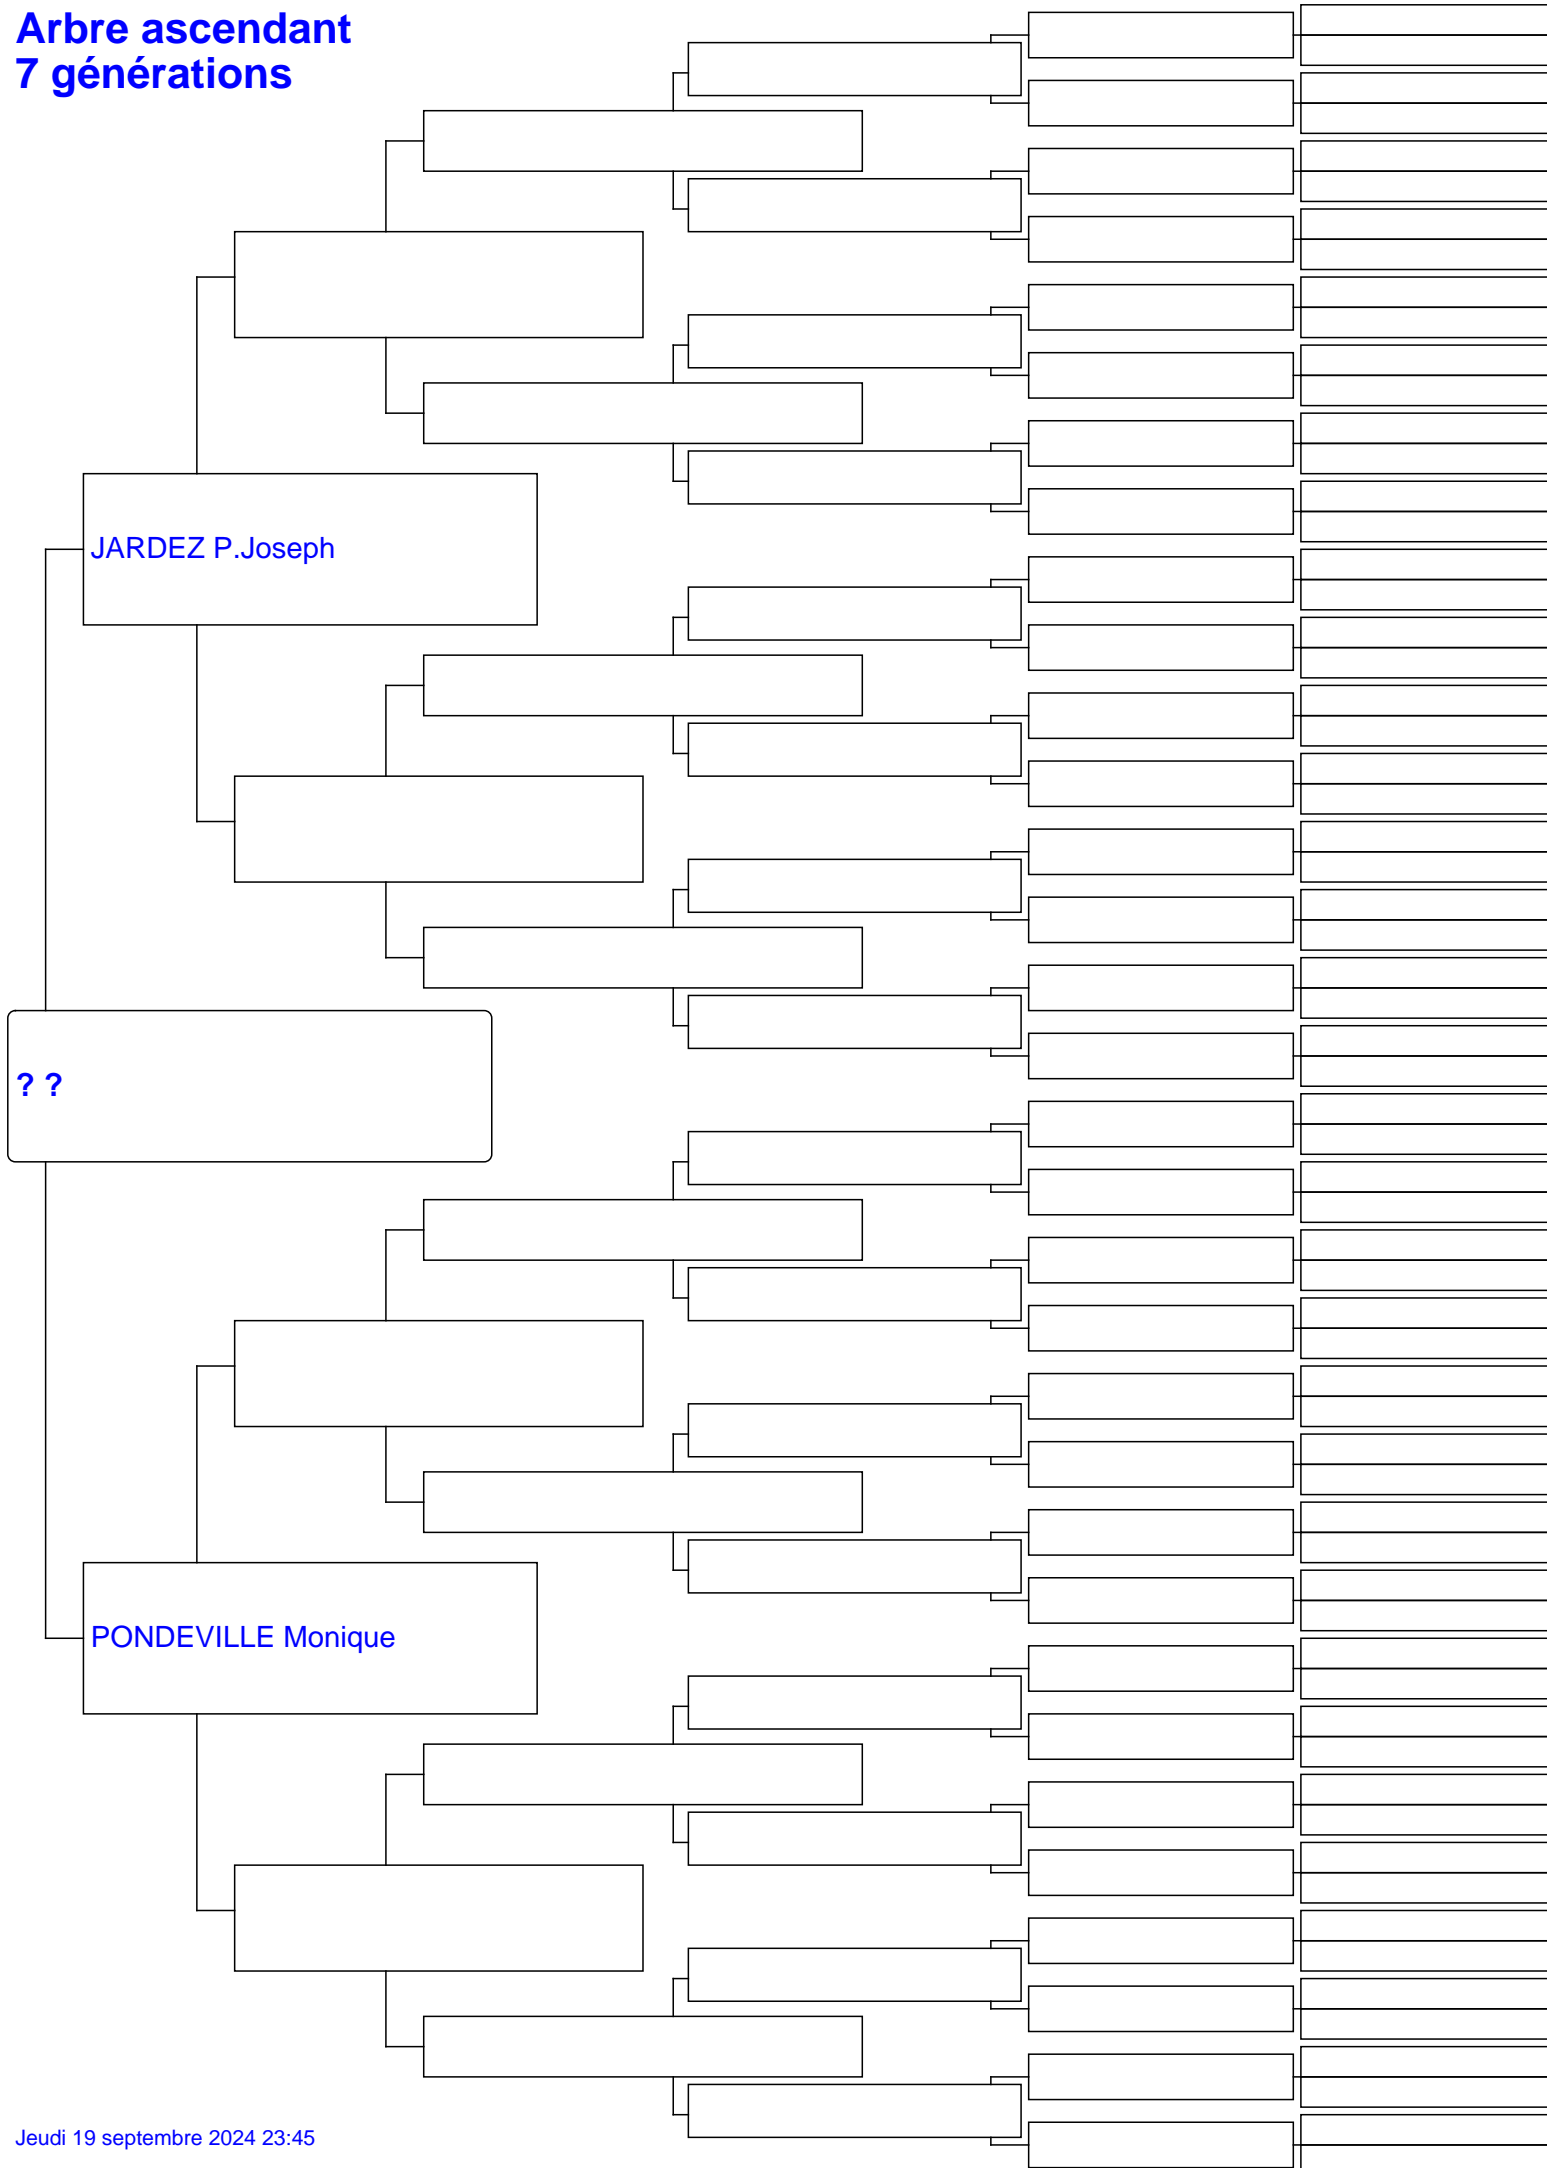 Arbre ascendant
7 générations
JARDEZ P.Joseph
? ?
PONDEVILLE Monique
Jeudi 19 septembre 2024 23:45